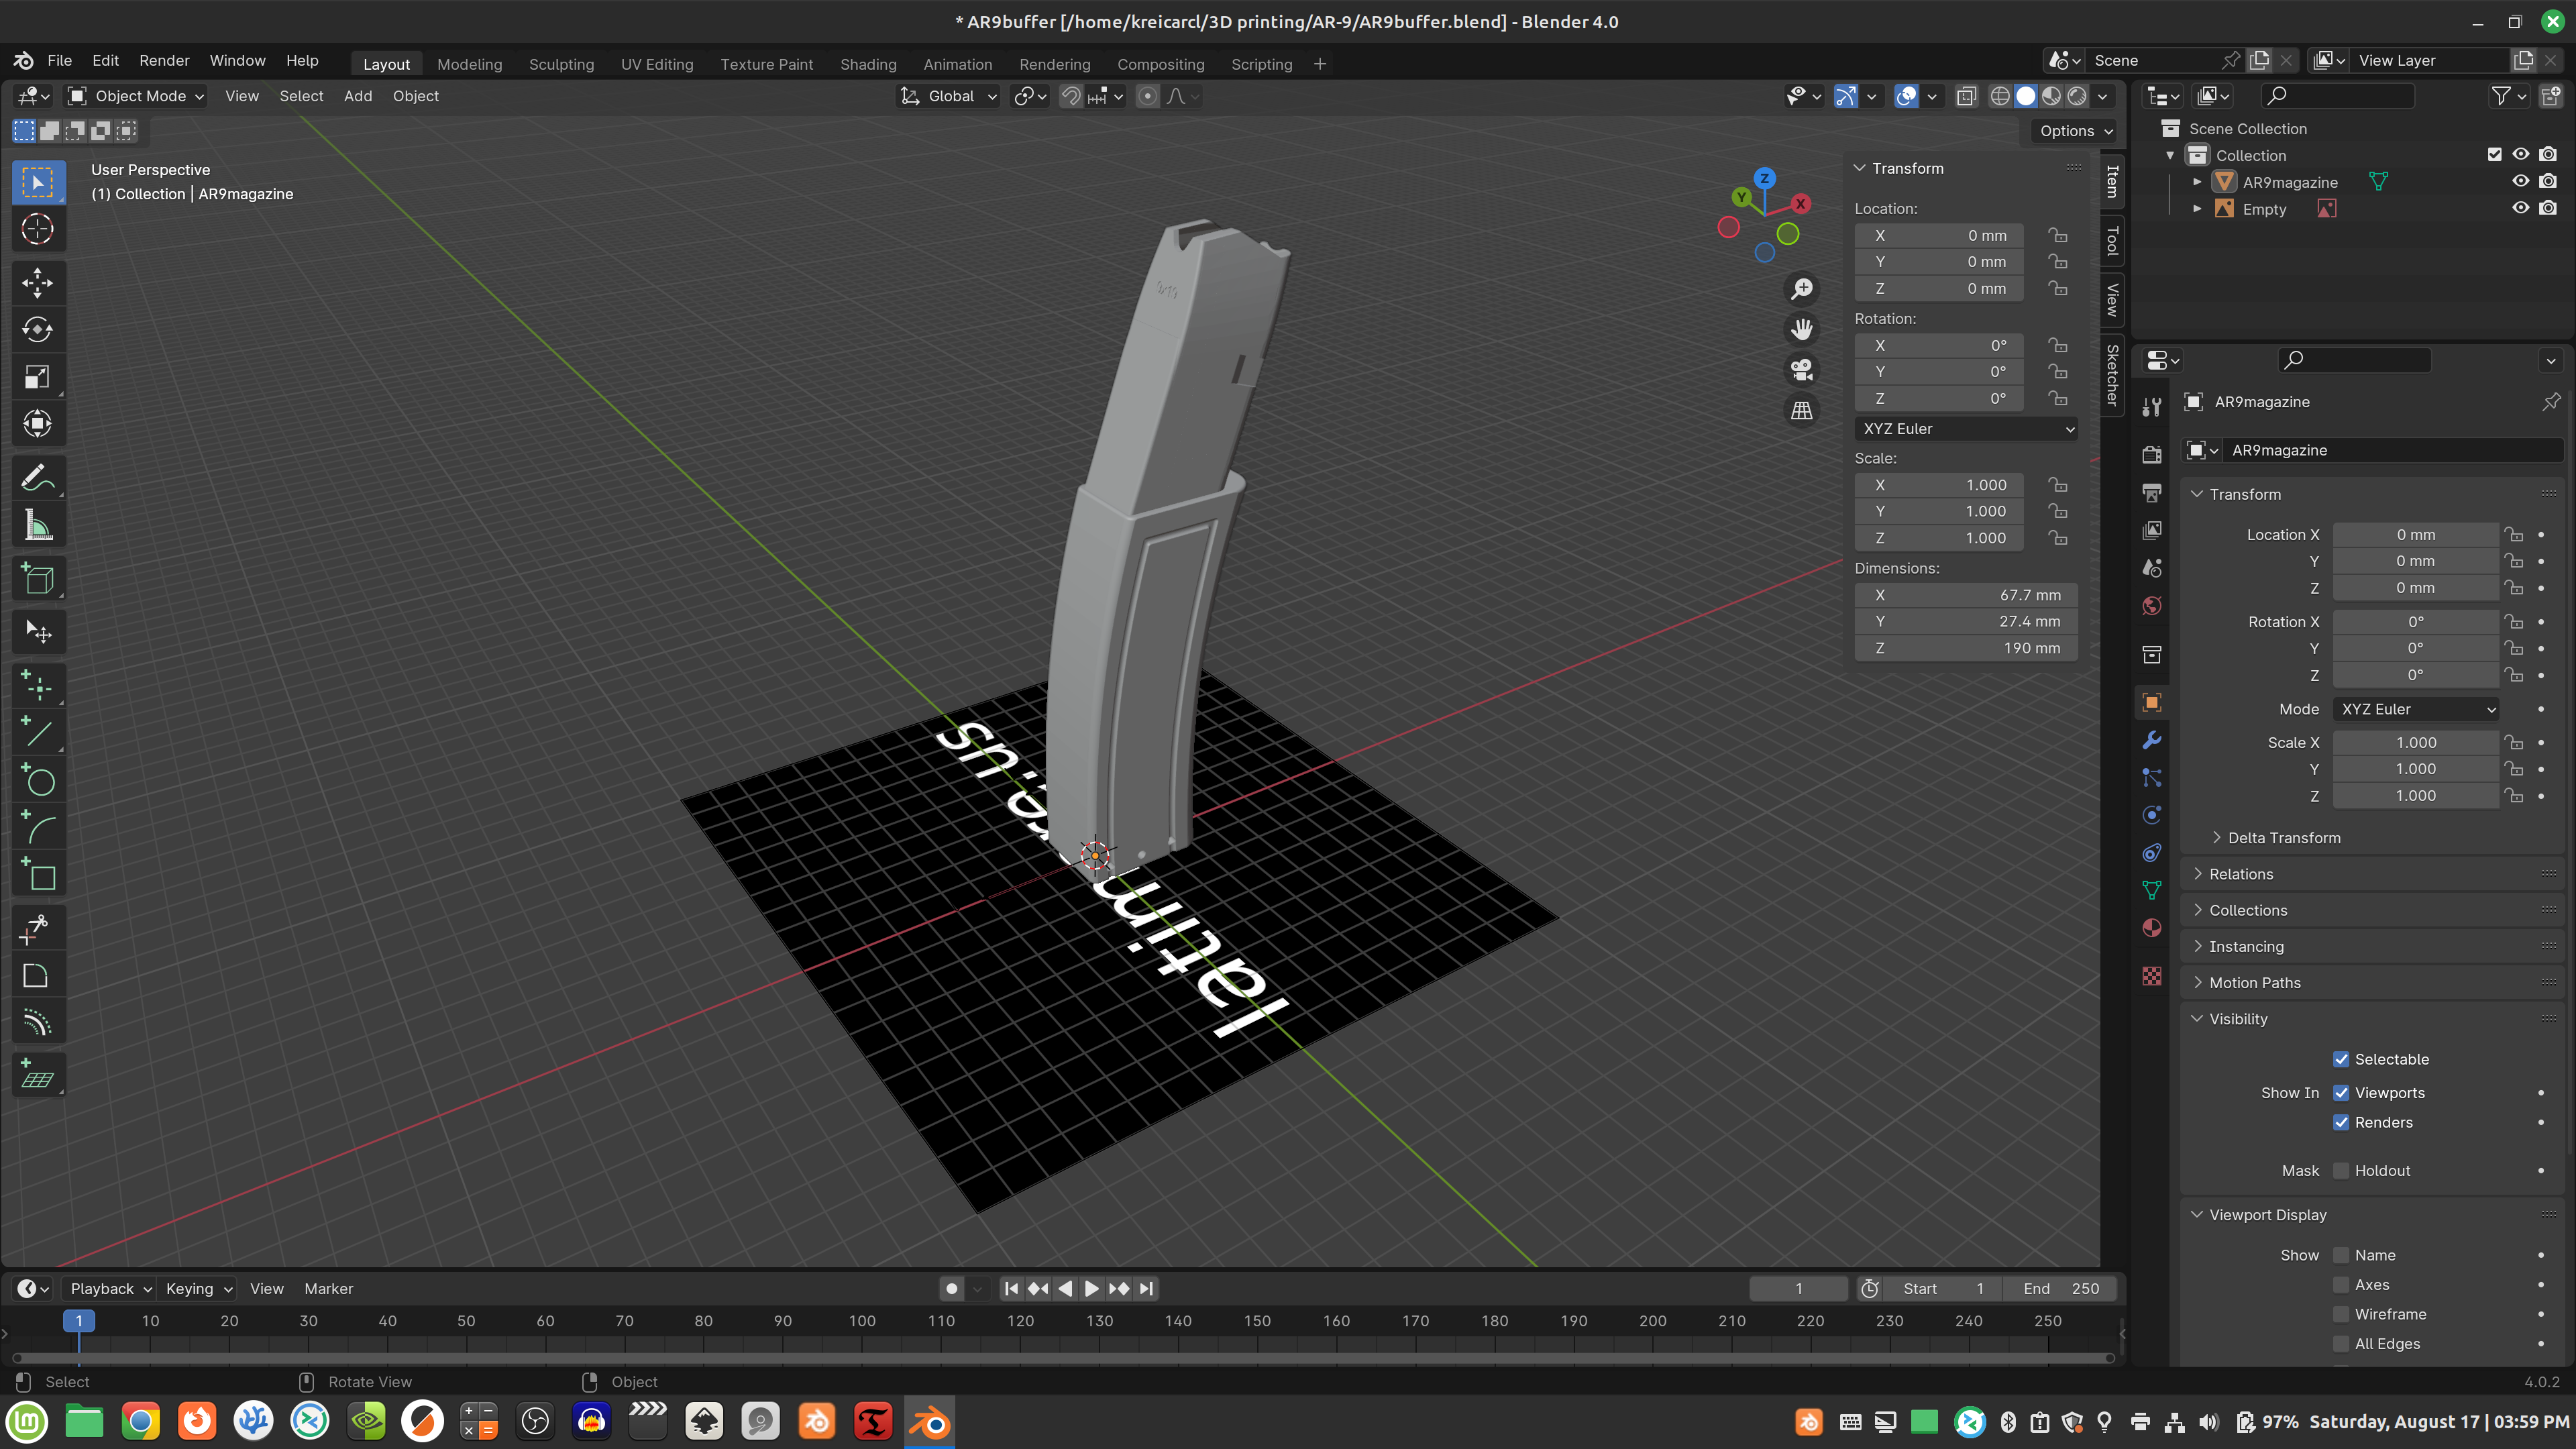 * AR9buffer [/home/kreicarcl/3D printing/AR-9/AR9buffer.blend] - Blender 4.0
File Edit Render Window Help
Layout Modeling Sculpting UV Editing Texture Paint Shading Animation Rendering Compositing Scripting +
Scene
View Layer
Object Mode View Select Add Object
Global
Options
User Perspective
(1) Collection | AR9magazine
Z
Y
X
Transform
Location:
X 0 mm
Y 0 mm
Z 0 mm
Rotation:
X 0°
Y 0°
Z 0°
XYZ Euler
Scale:
X 1.000
Y 1.000
Z 1.000
Dimensions:
X 67.7 mm
Y 27.4 mm
Z 190 mm
Item
Tool
View
Sketcher
Scene Collection
Collection
AR9magazine
Empty
AR9magazine
AR9magazine
Transform
Location X 0 mm
Y 0 mm
Z 0 mm
Rotation X 0°
Y 0°
Z 0°
Mode XYZ Euler
Scale X 1.000
Y 1.000
Z 1.000
Delta Transform
Relations
Collections
Instancing
Motion Paths
Visibility
Selectable
Show In Viewports
Renders
Mask Holdout
Viewport Display
Show Name
Axes
Wireframe
All Edges
Playback Keying View Marker
1
Start 1 End 250
1 10 20 30 40 50 60 70 80 90 100 110 120 130 140 150 160 170 180 190 200 210 220 230 240 250
Select Rotate View Object
4.0.2
97% Saturday, August 17 | 03:59 PM